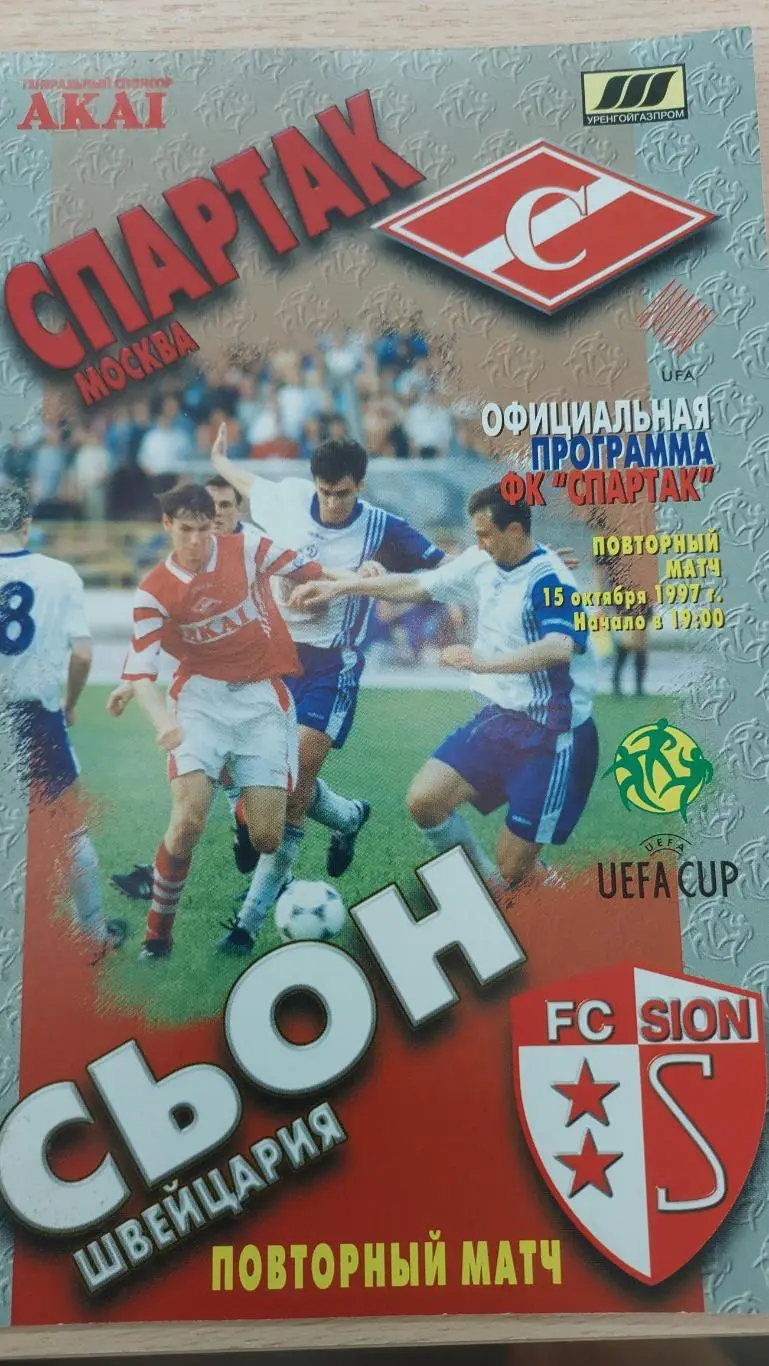 ГЕНЕРАЛЬНЫЙ СПОНСОР
AKAI
УРЕНГОЙГАЗПРОМ
СПАРТАК
МОСКВА
С
UFA
ОФИЦИАЛЬНАЯ
ПРОГРАММА
ФК "СПАРТАК"
ПОВТОРНЫЙ
МАТЧ
15 октября 1997 г.
Начало в 19:00
8
AKAI
UEFA
UEFA CUP
СЬОН
ШВЕЙЦАРИЯ
FC SION
S
ПОВТОРНЫЙ МАТЧ